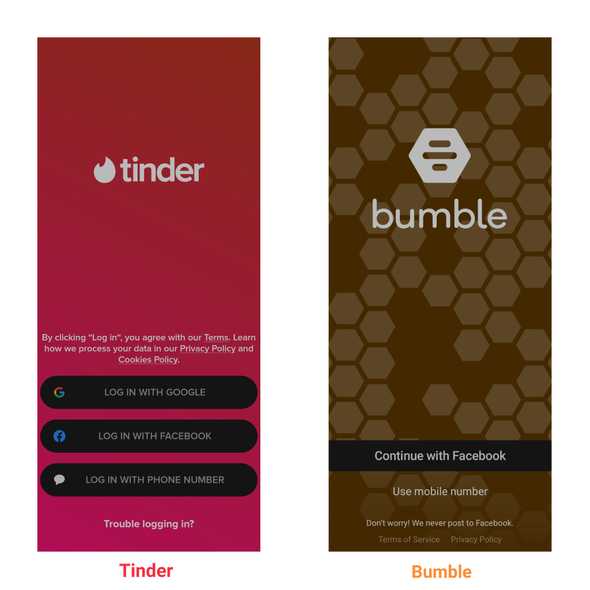 tinder
By clicking “Log in”, you agree with our Terms. Learn
how we process your data in our Privacy Policy and
Cookies Policy.
LOG IN WITH GOOGLE
LOG IN WITH FACEBOOK
LOG IN WITH PHONE NUMBER
Trouble logging in?
Tinder
bumble
Continue with Facebook
Use mobile number
Don't worry! We never post to Facebook.
Terms of Service Privacy Policy
Bumble